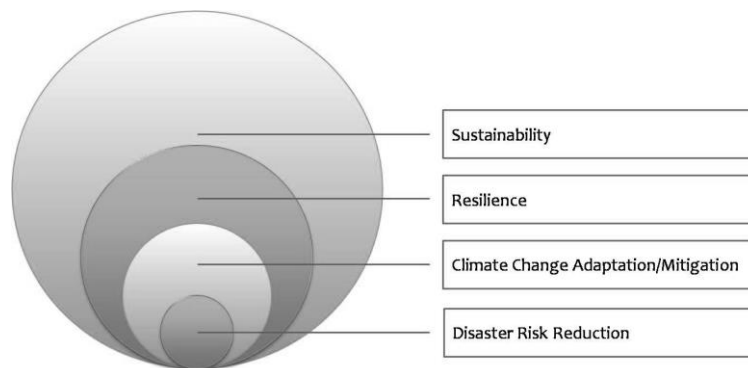 Sustainability
Resilience
Climate Change Adaptation/Mitigation
Disaster Risk Reduction